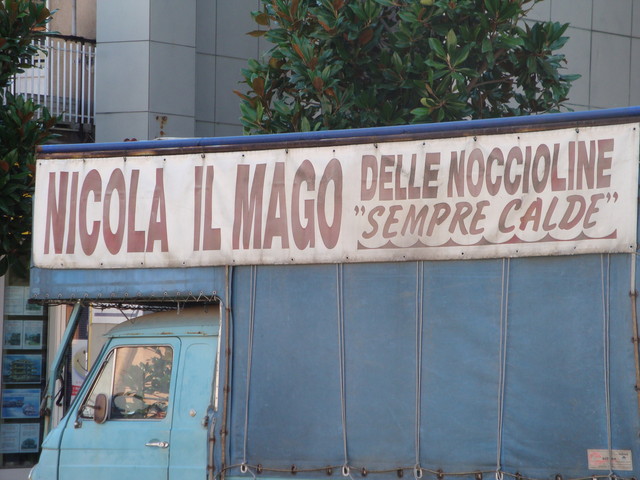 NICOLA IL MAGO
DELLE NOCCIOLINE
"SEMPRE CALDE"